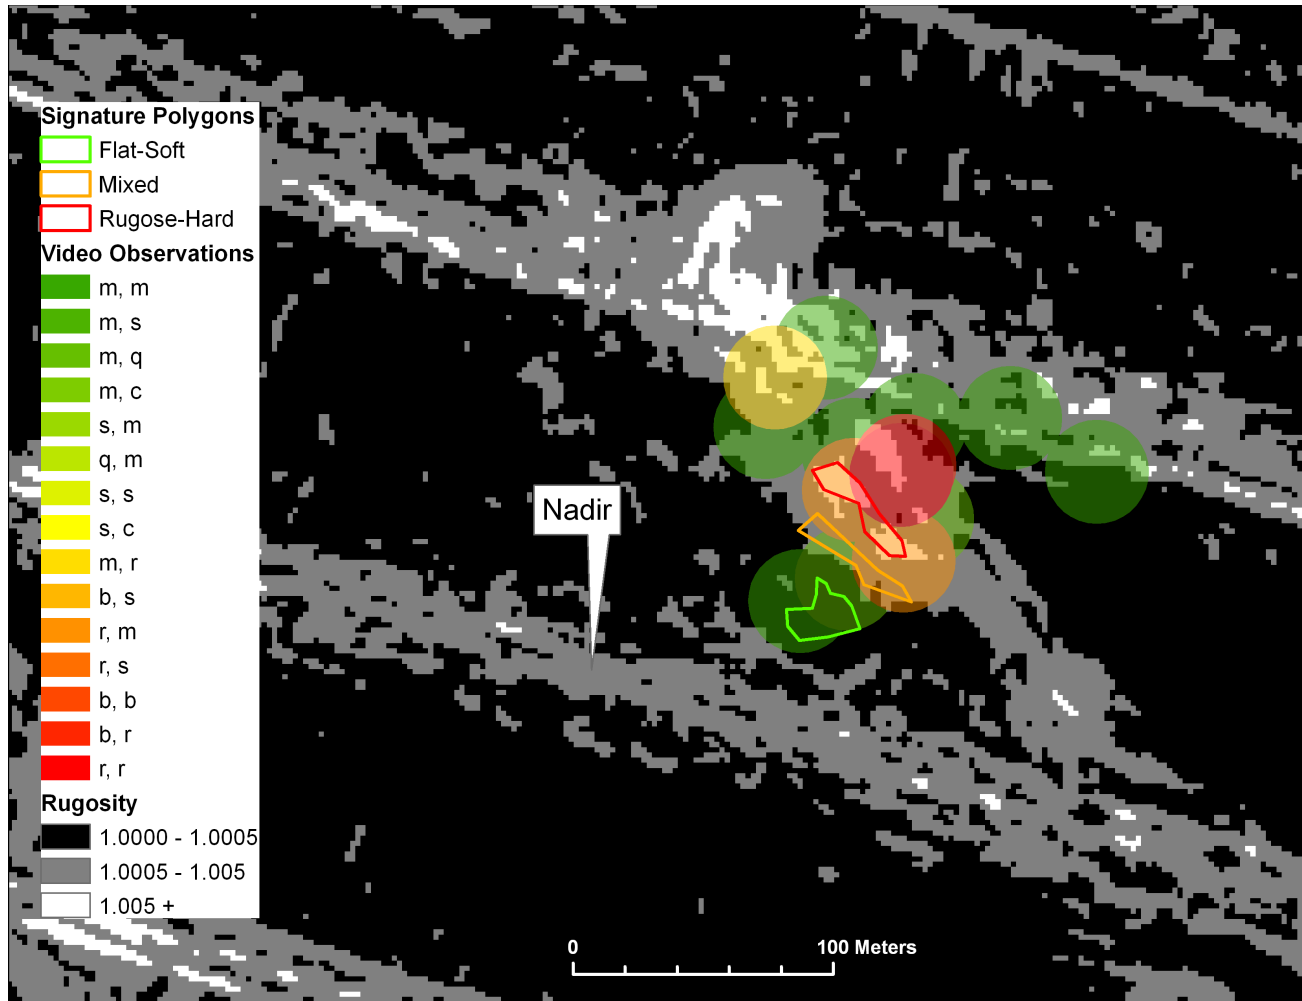 Signature Polygons
Flat-Soft
Mixed
Rugose-Hard
Video Observations
m, m
m, s
m, q
m, c
s, m
q, m
s, s
s, c
m, r
b, s
r, m
r, s
b, b
b, r
r, r
Rugosity
1.0000 - 1.0005
1.0005 - 1.005
1.005 +
Nadir
0 100 Meters